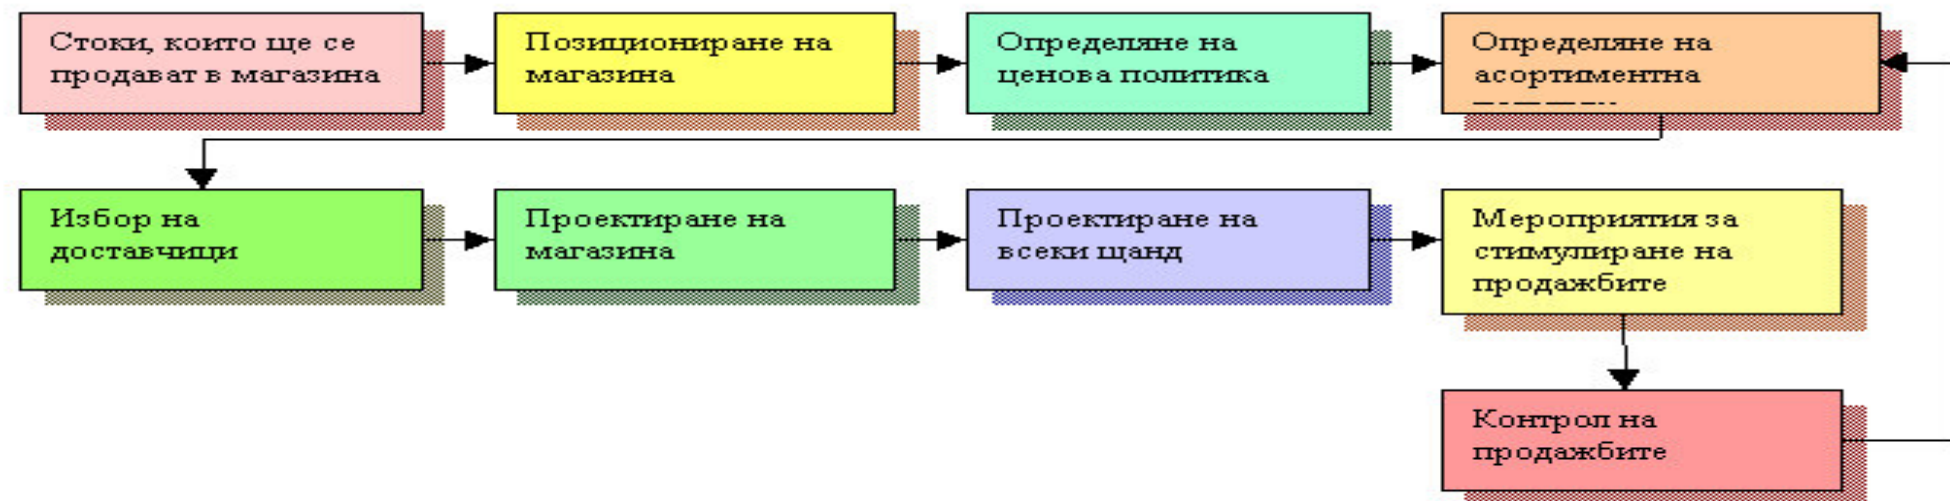 Стоки, които ще се
продават в магазина
Позициониране на
магазина
Определяне на
ценова политика
Определяне на
асортиментна
Избор на
доставчици
Проектиране на
магазина
Проектиране на
всеки щанд
Мероприятия за
стимулиране на
продажбите
Контрол на
продажбите